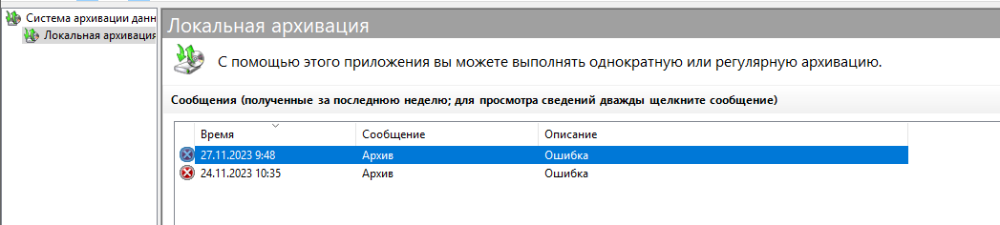 Система архивации данн
Локальная архивация
Локальная архивация
С помощью этого приложения вы можете выполнять однократную или регулярную архивацию.
Сообщения (полученные за последнюю неделю; для просмотра сведений дважды щелкните сообщение)
Время Сообщение Описание
27.11.2023 9:48 Архив Ошибка
24.11.2023 10:35 Архив Ошибка